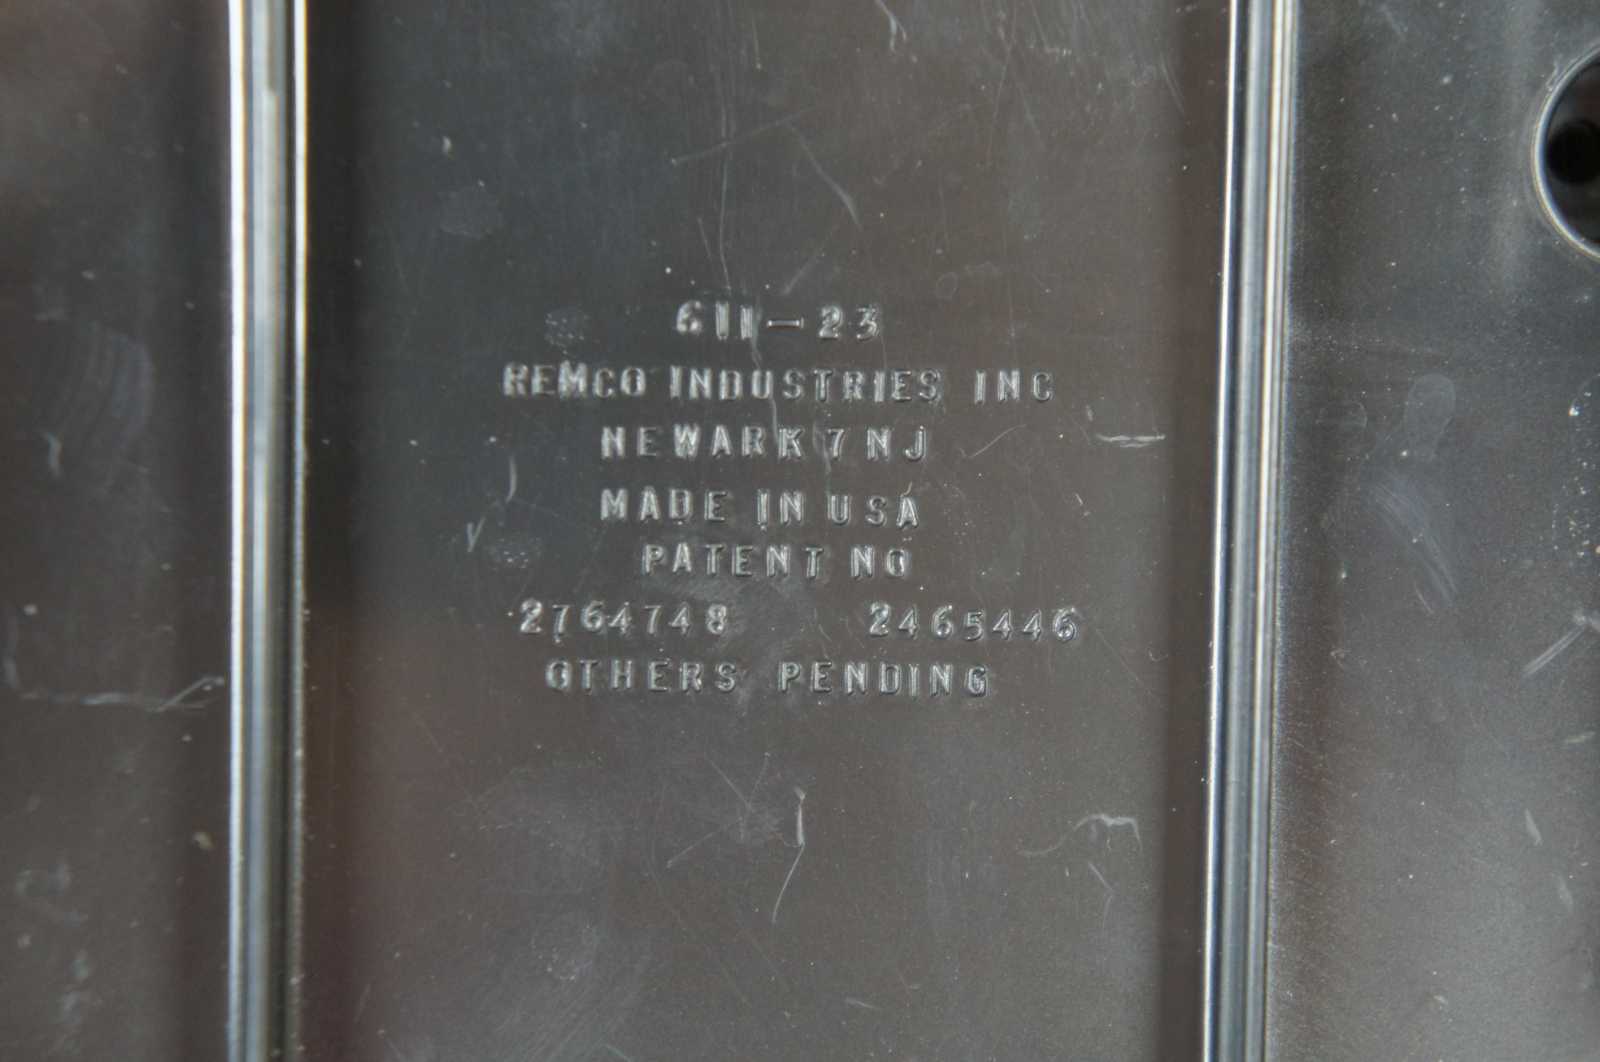 611-23
REMCO INDUSTRIES INC
NEWARK 7 NJ
MADE IN USA
PATENT NO
2764748 2465446
OTHERS PENDING